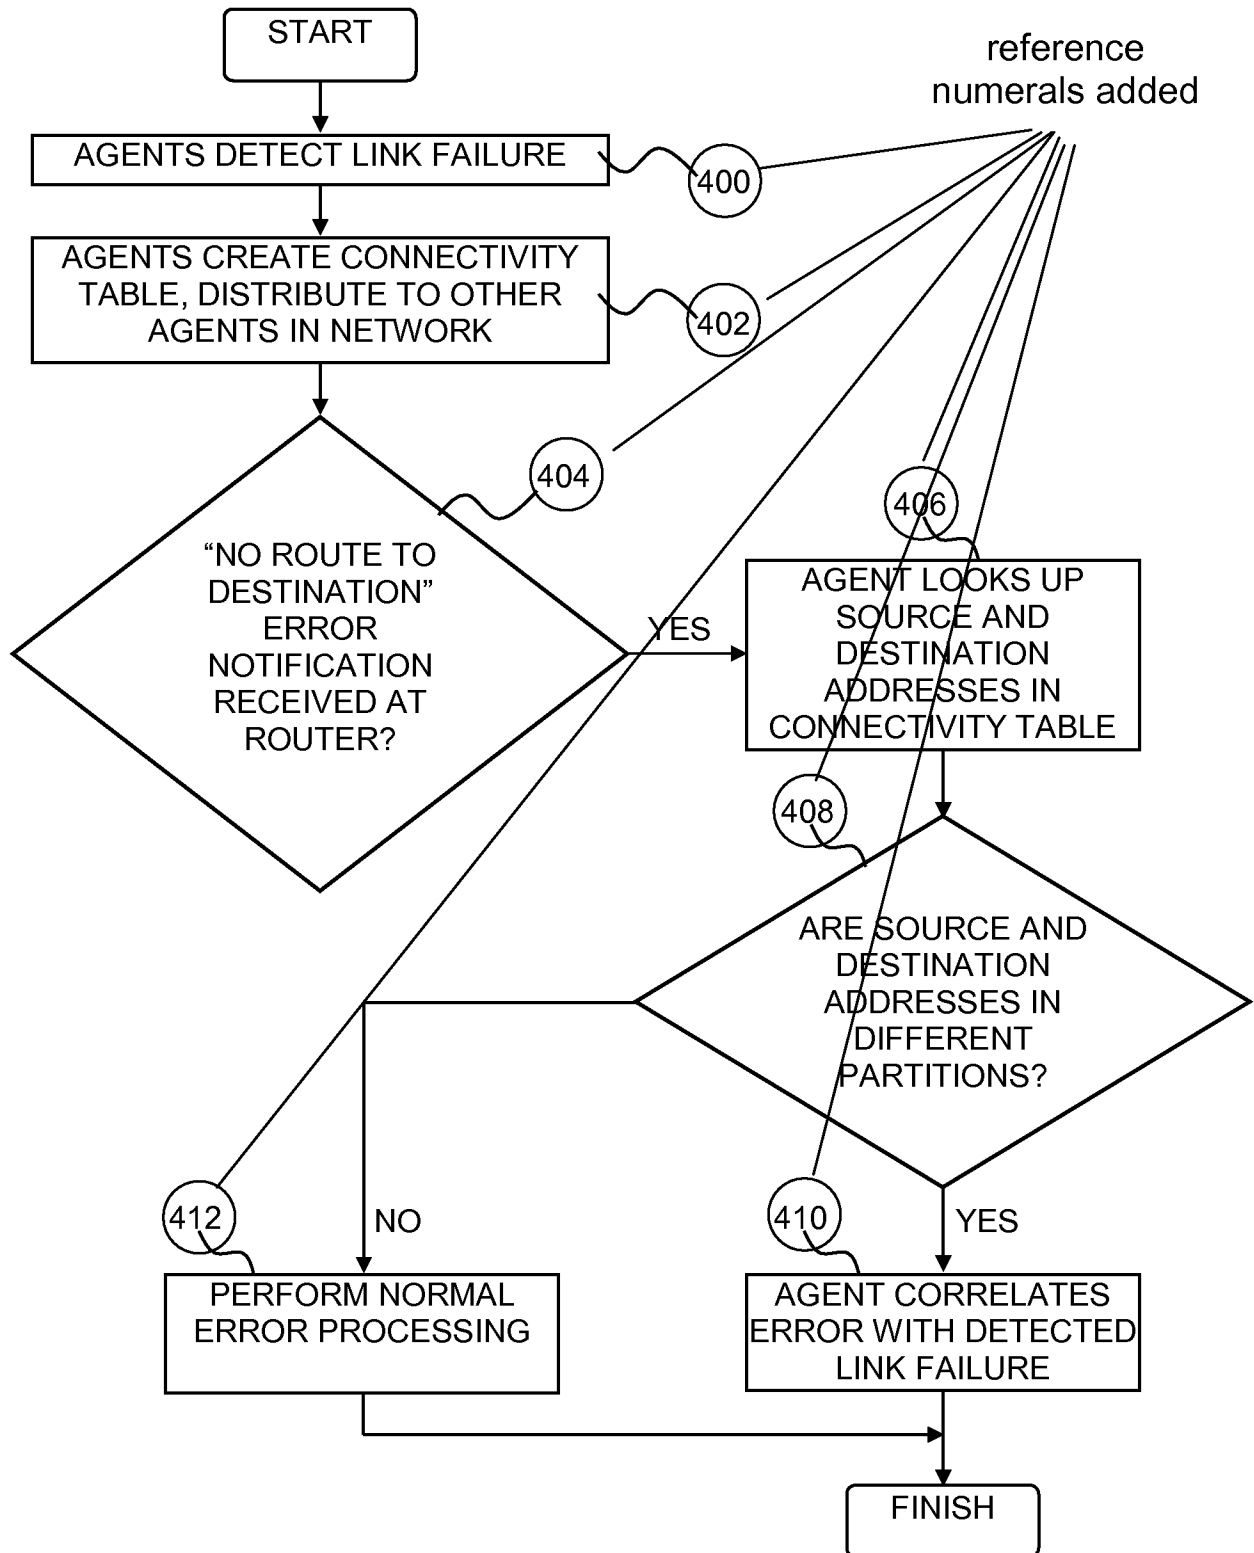 START
reference
numerals added
AGENTS DETECT LINK FAILURE
400
AGENTS CREATE CONNECTIVITY
TABLE, DISTRIBUTE TO OTHER
AGENTS IN NETWORK
402
404
“NO ROUTE TO
DESTINATION”
ERROR
NOTIFICATION
RECEIVED AT
ROUTER?
YES
406
AGENT LOOKS UP
SOURCE AND
DESTINATION
ADDRESSES IN
CONNECTIVITY TABLE
408
ARE SOURCE AND
DESTINATION
ADDRESSES IN
DIFFERENT
PARTITIONS?
412
NO
410
YES
PERFORM NORMAL
ERROR PROCESSING
AGENT CORRELATES
ERROR WITH DETECTED
LINK FAILURE
FINISH